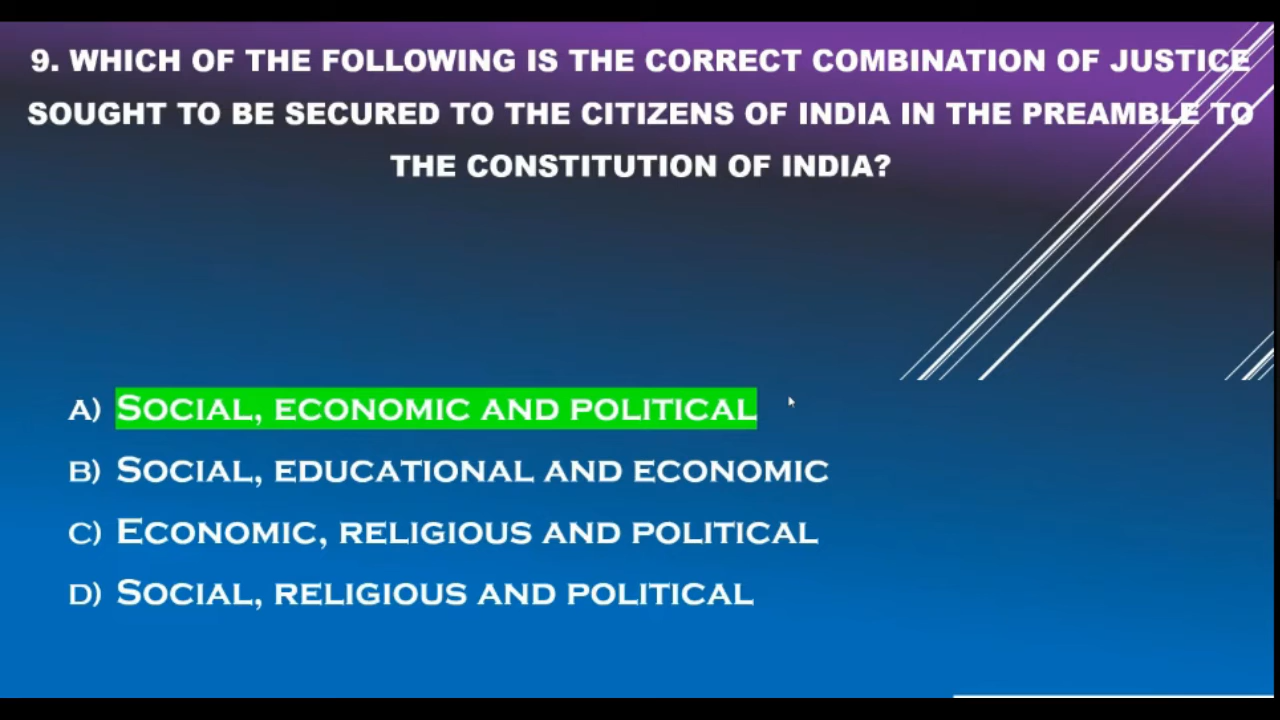 9. WHICH OF THE FOLLOWING IS THE CORRECT COMBINATION OF JUSTICE
SOUGHT TO BE SECURED TO THE CITIZENS OF INDIA IN THE PREAMBLE TO
THE CONSTITUTION OF INDIA?
A) SOCIAL, ECONOMIC AND POLITICAL
B) SOCIAL, EDUCATIONAL AND ECONOMIC
C) ECONOMIC, RELIGIOUS AND POLITICAL
D) SOCIAL, RELIGIOUS AND POLITICAL